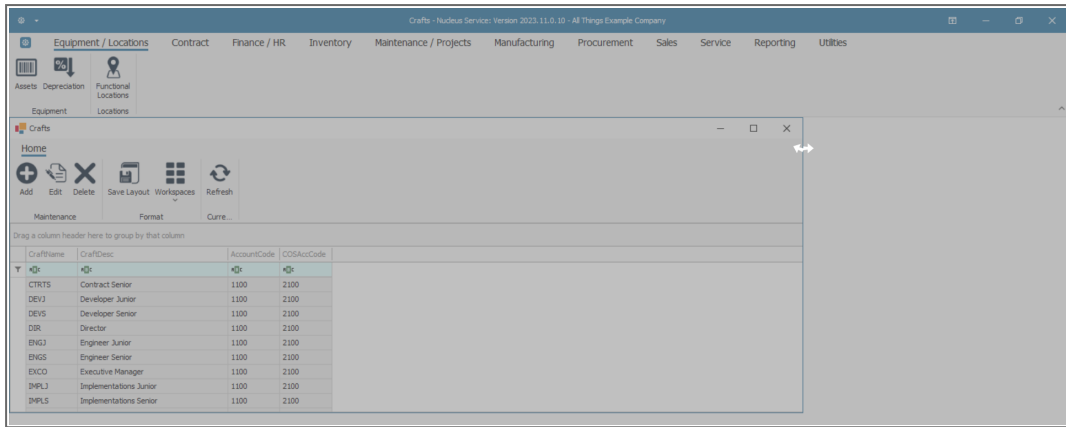 Crafts - Nucleus Service: Version 2023.11.0.10 - All Things Example Company
Equipment / Locations Contract Finance / HR Inventory Maintenance / Projects Manufacturing Procurement Sales Service Reporting Utilities
Assets Depreciation Functional Locations
Equipment Locations
Crafts
Home
Add Edit Delete Save Layout Workspaces Refresh
Maintenance Format Curre...
Drag a column header here to group by that column
CraftName CraftDesc AccountCode COSAccCode
CTRTS Contract Senior 1100 2100
DEVJ Developer Junior 1100 2100
DEVS Developer Senior 1100 2100
DIR Director 1100 2100
ENGJ Engineer Junior 1100 2100
ENGS Engineer Senior 1100 2100
EXCO Executive Manager 1100 2100
IMPLJ Implementations Junior 1100 2100
IMPLS Implementations Senior 1100 2100